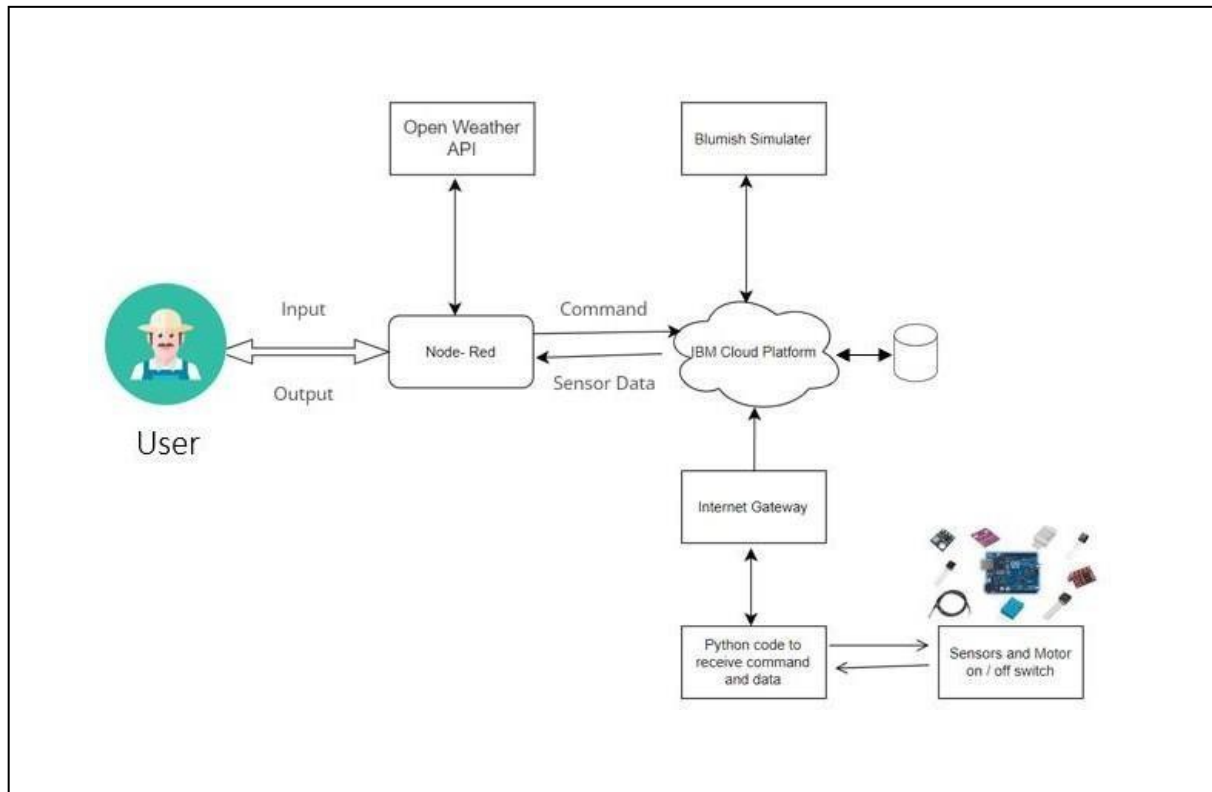 Open Weather
API
Blumish Simulater
Input
Command
Node- Red
IBM Cloud Platform
Output
Sensor Data
User
Internet Gateway
Python code to
receive command
and data
Sensors and Motor
on / off switch